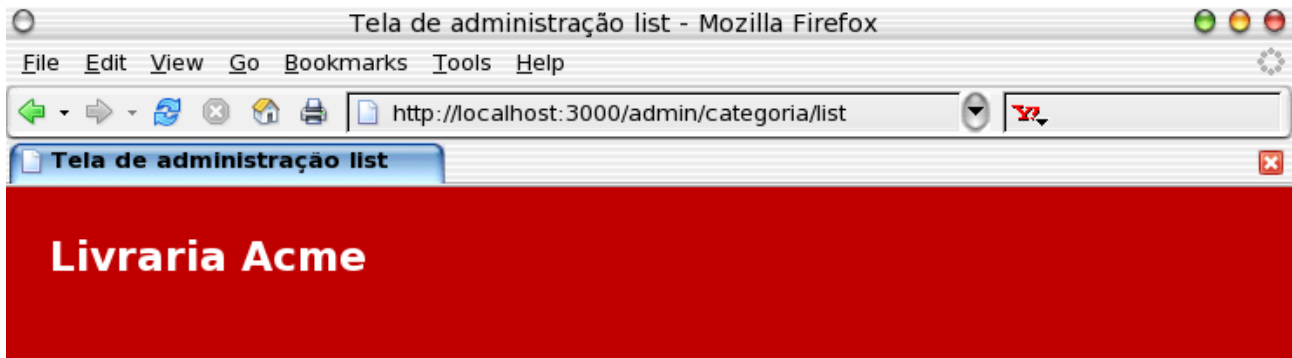 Tela de administração list - Mozilla Firefox
File Edit View Go Bookmarks Tools Help
http://localhost:3000/admin/categoria/list
Tela de administração list
Livraria Acme